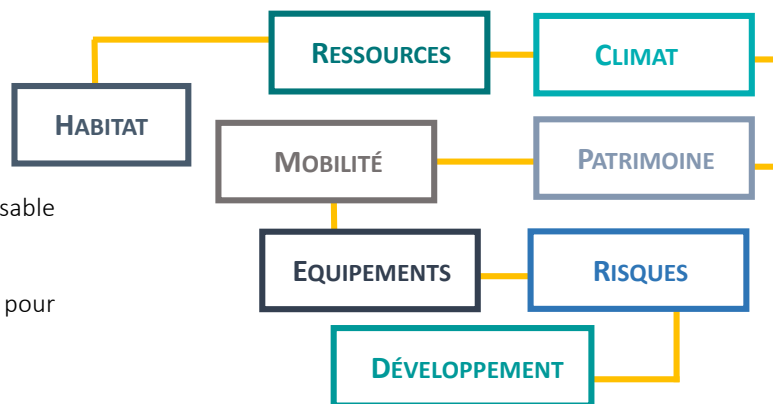 RESSOURCES
CLIMAT
HABITAT
MOBILITÉ
PATRIMOINE
sable
EQUIPEMENTS
RISQUES
pour
DÉVELOPPEMENT